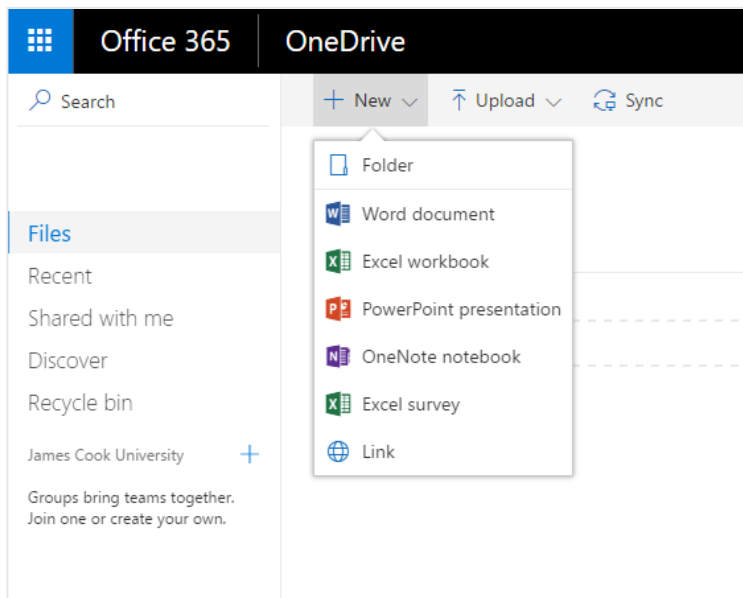 Office 365 OneDrive
Search
New Upload Sync
Folder
Word document
Files
Excel workbook
Recent
PowerPoint presentation
Shared with me
OneNote notebook
Discover
Excel survey
Recycle bin
Link
James Cook University
Groups bring teams together.
Join one or create your own.